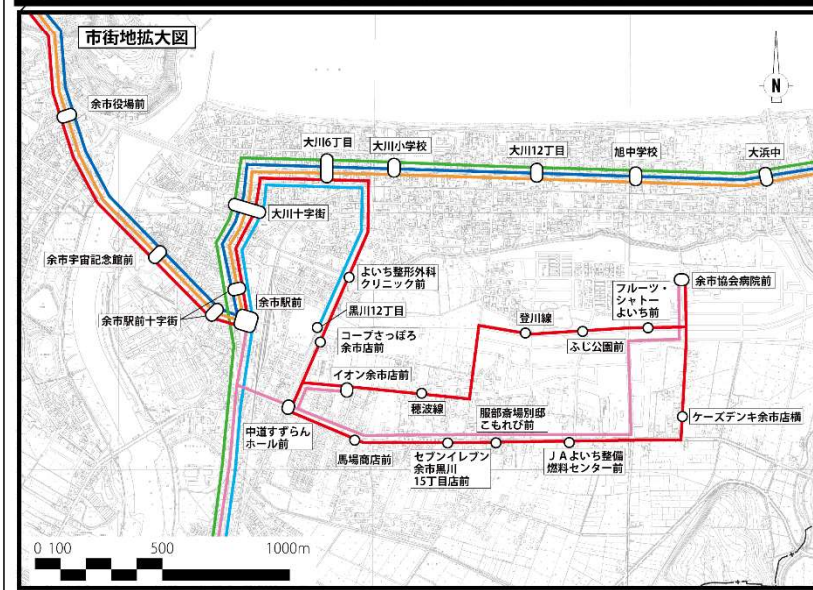 市街地拡大図
N
余市役場前
大川6丁目
大川小学校
大川12丁目
旭中学校
大浜中
大川十字街
余市宇宙記念館前
よいち整形外科
クリニック前
余市協会病院前
フルーツ・
シャトー
よいち前
余市駅前十字街
余市駅前
黒川12丁目
登川線
コープさっぽろ
余市店前
ふじ公園前
イオン余市店前
穂波線
服部斎場別邸
こもれび前
ケーズデンキ余市店横
中道すずらん
ホール前
馬場商店前
セブンイレブン
余市黒川
15丁目店前
JAよいち整備
燃料センター前
0 100 500 1000m